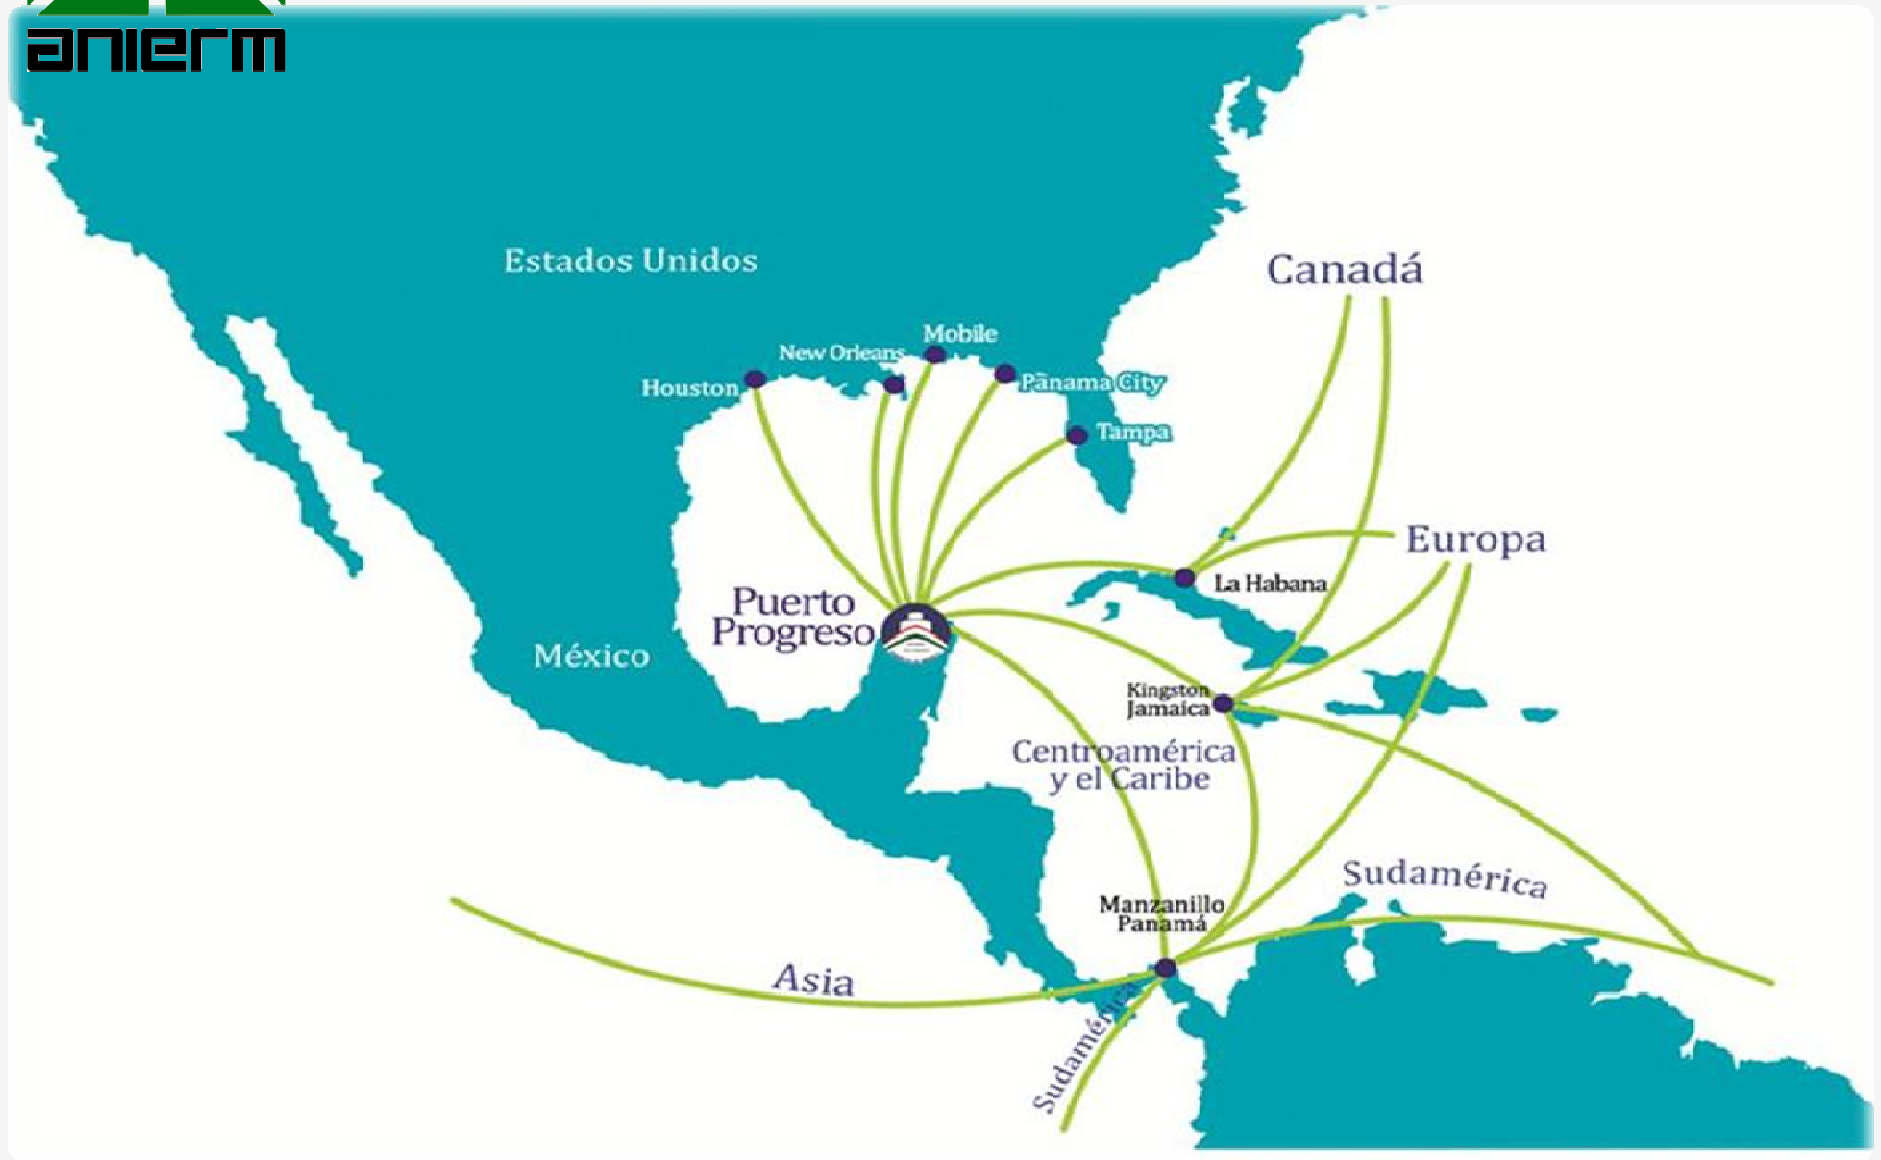 anierm
Estados Unidos
Canadá
Mobile
New Orleans
Houston
Panama City
Tampa
Europa
La Habana
Puerto
Progreso
México
Kingston
Jamaica
Centroamérica
y el Caribe
Sudamérica
Manzanillo
Panamá
Asia
Sudamérica